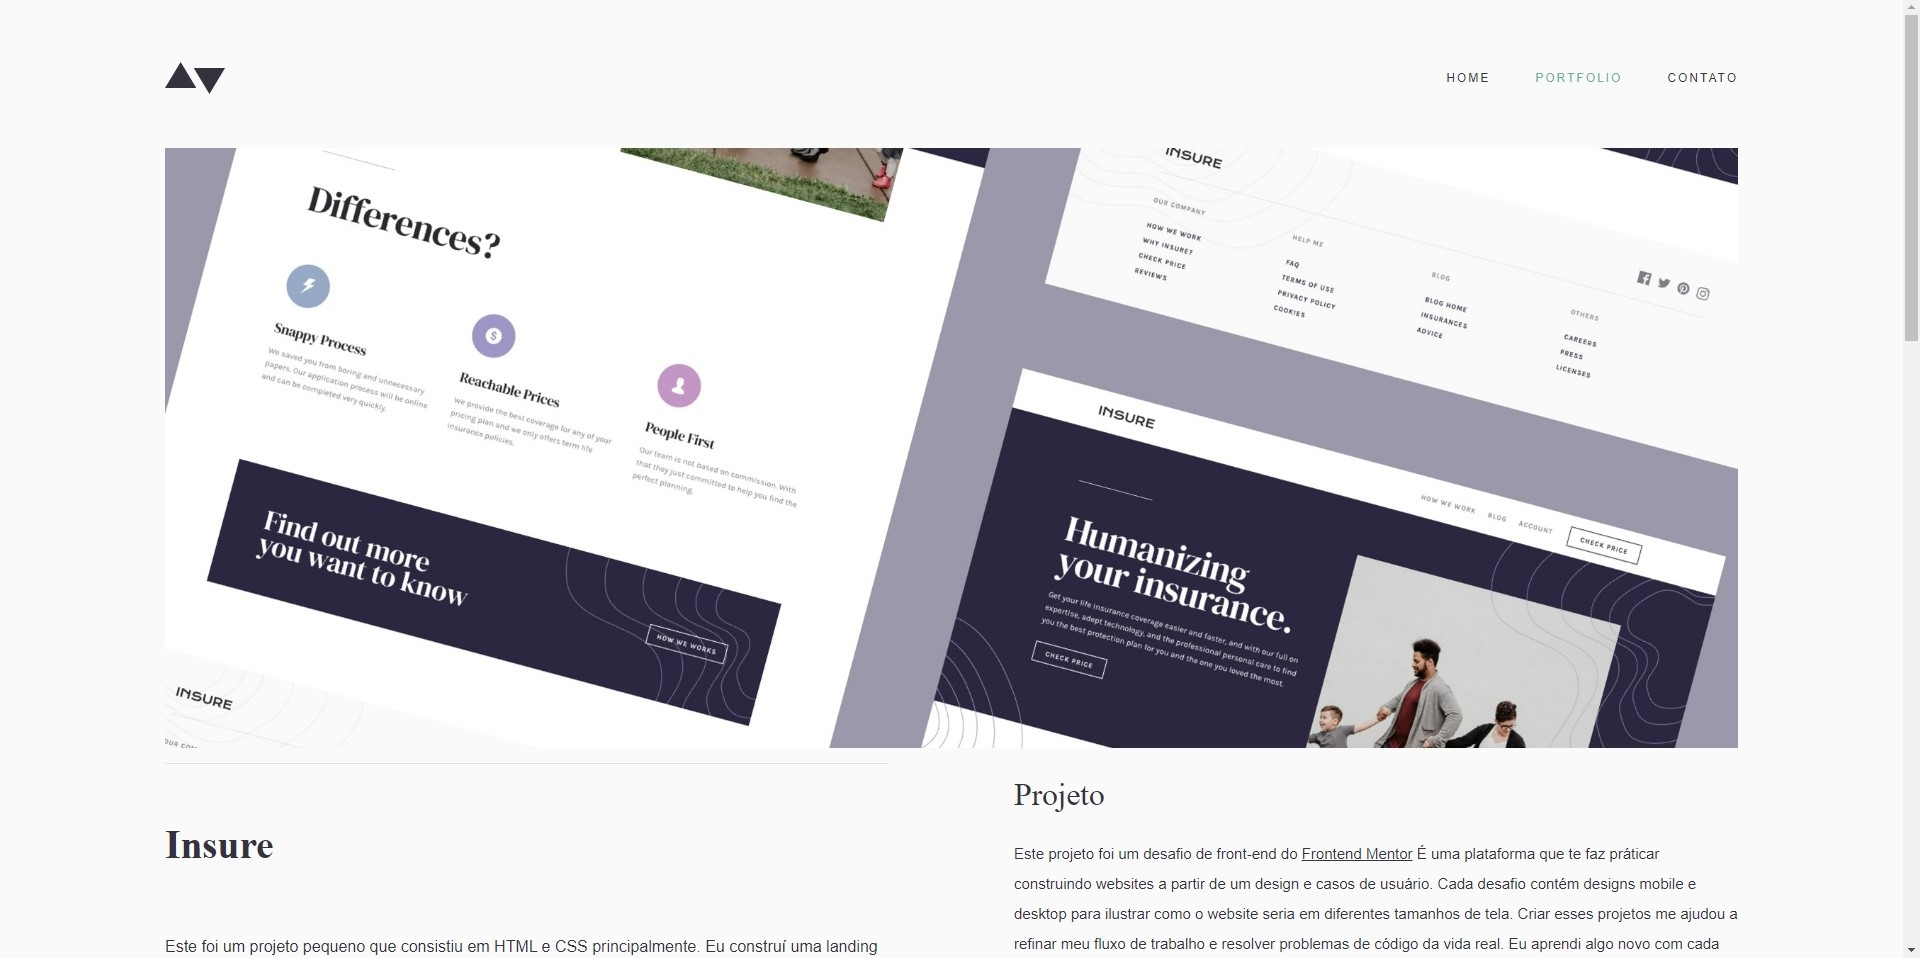 HOME
PORTFOLIO
CONTATO
Differences?
Snappy Process
We saved you from boring and unnecessary
papers. Our application process will be online
and can be completed very quickly.
Reachable Prices
We provide the best coverage for any of your
pricing plan and we only offers term life
insurance policies.
People First
Our team is not based on commission. With
that they just committed to help you find the
perfect planning.
Find out more
you want to know
HOW WE WORKS
INSURE
OUR
INSURE
OUR COMPANY
HOW WE WORK
WHY INSURE?
CHECK PRICE
REVIEWS
HELP ME
FAQ
TERMS OF USE
PRIVACY POLICY
COOKIES
BLOG
BLOG HOME
INSURANCES
ADVICE
OTHERS
CAREERS
PRESS
LICENSES
INSURE
HOW WE WORK
BLOG
ACCOUNT
CHECK PRICE
Humanizing
your insurance.
Get your life insurance coverage easier and faster, and with our full on
expertise, adept technology, and the professional personal care to find
you the best protection plan for you and the one you loved the most.
CHECK PRICE
Insure
Este foi um projeto pequeno que consistiu em HTML e CSS principalmente. Eu construí uma landing
Projeto
Este projeto foi um desafio de front-end do Frontend Mentor É uma plataforma que te faz práticar
construindo websites a partir de um design e casos de usuário. Cada desafio contém designs mobile e
desktop para ilustrar como o website seria em diferentes tamanhos de tela. Criar esses projetos me ajudou a
refinar meu fluxo de trabalho e resolver problemas de código da vida real. Eu aprendi algo novo com cada